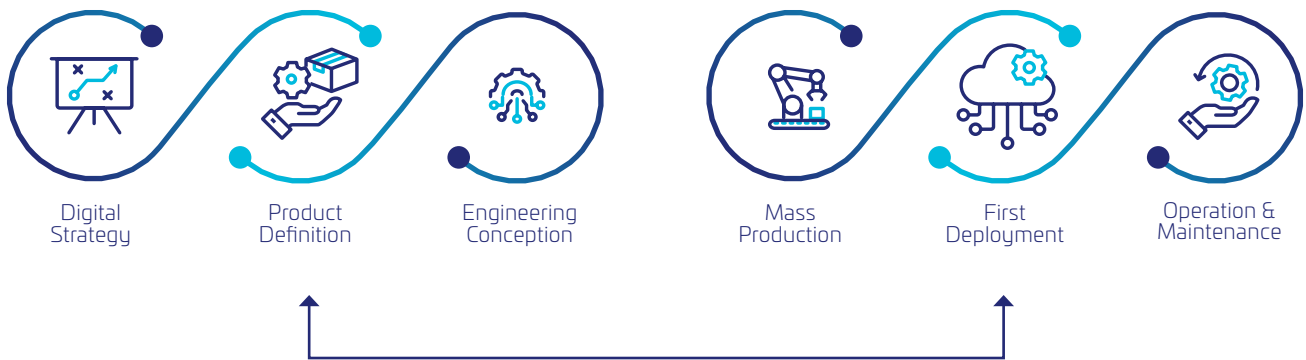 Digital
Strategy
Product
Definition
Engineering
Conception
Mass
Production
First
Deployment
Operation &
Maintenance